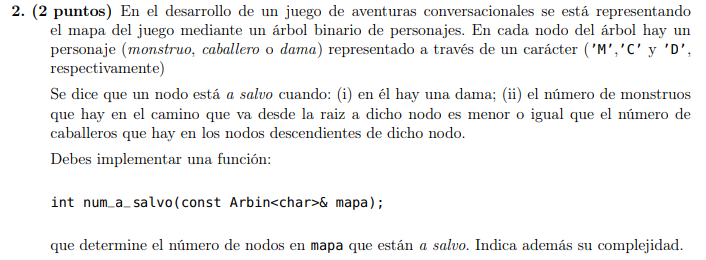 2. (2 puntos) En el desarrollo de un juego de aventuras conversacionales se está representando
el mapa del juego mediante un árbol binario de personajes. En cada nodo del árbol hay un
personaje (monstruo, caballero o dama) representado a través de un carácter ('M','C' y 'D',
respectivamente)
Se dice que un nodo está a salvo cuando: (i) en él hay una dama; (ii) el número de monstruos
que hay en el camino que va desde la raiz a dicho nodo es menor o igual que el número de
caballeros que hay en los nodos descendientes de dicho nodo.
Debes implementar una función:
int num_a_salvo(const Arbin<char>& mapa);
que determine el número de nodos en mapa que están a salvo. Indica además su complejidad.